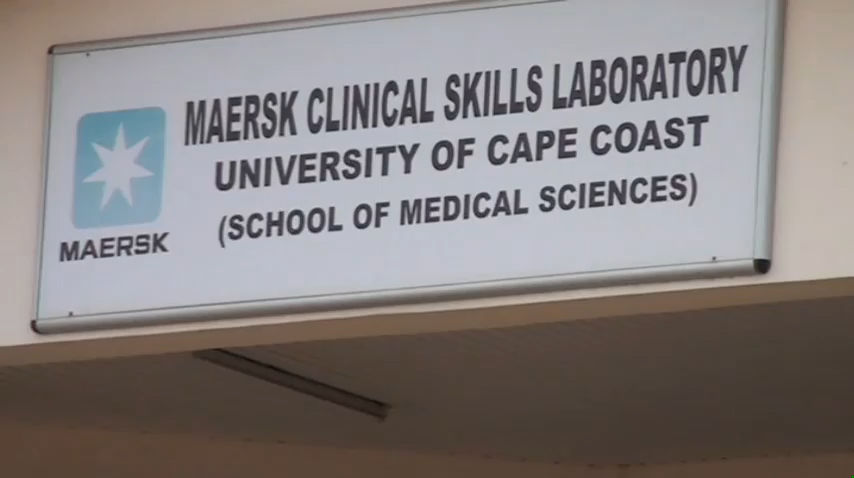 MAERSK CLINICAL SKILLS LABORATORY
UNIVERSITY OF CAPE COAST
(SCHOOL OF MEDICAL SCIENCES)
MAERSK